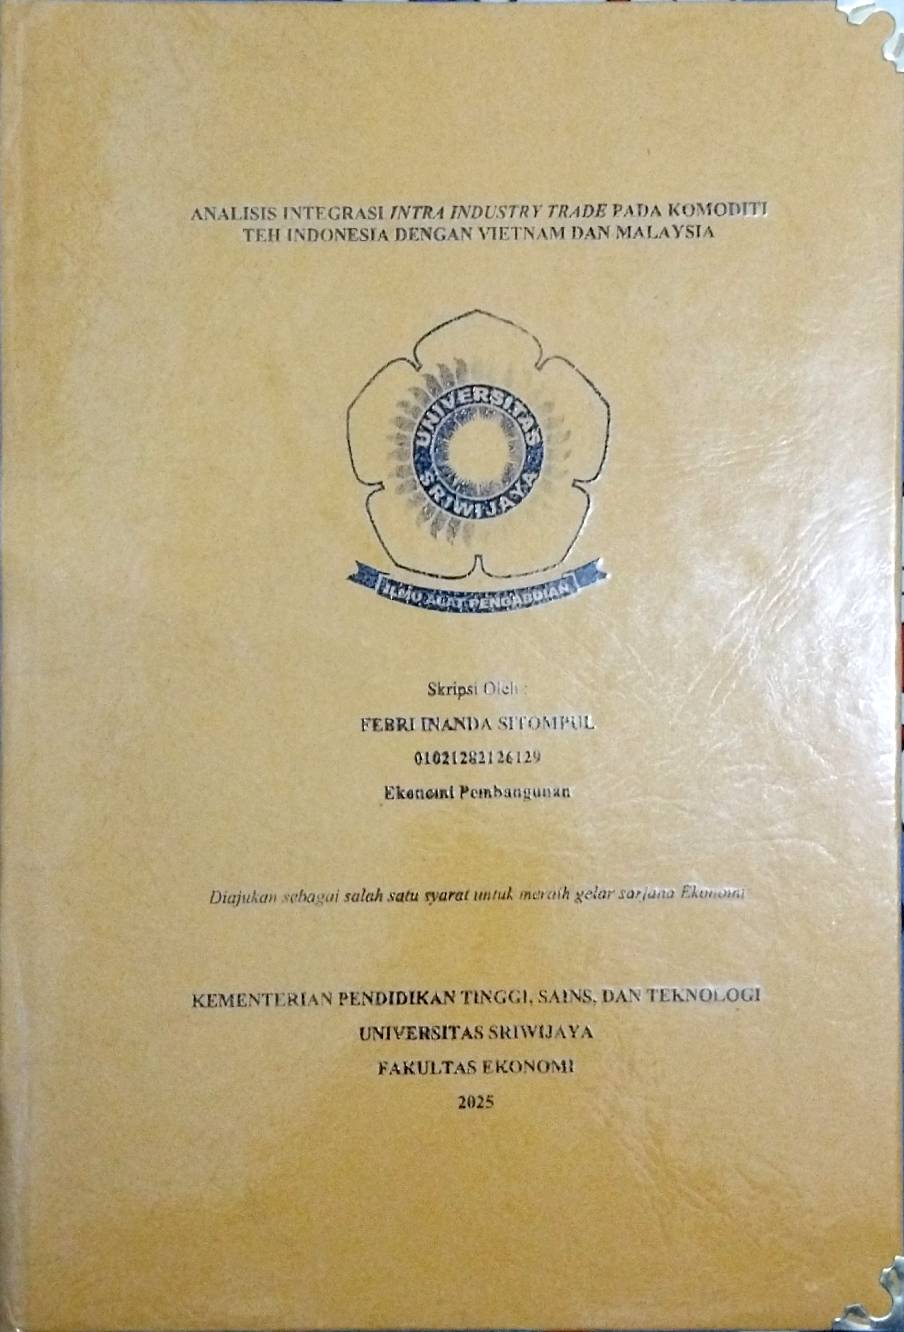 ANALISIS INTEGRASI INTRA INDUSTRY TRADE PADA KOMODITI
TEH INDONESIA DENGAN VIETNAM DAN MALAYSIA
UNIVERSITAS
SRIWIJAYA
ILMU ALAT PENGABDIAN
Skripsi Oleh :
FEBRI INANDA SITOMPUL
01021282126129
Ekonomi Pembangunan
Diajukan sebagai salah satu syarat untuk meraih gelar sarjana Ekonomi
KEMENTERIAN PENDIDIKAN TINGGI, SAINS, DAN TEKNOLOGI
UNIVERSITAS SRIWIJAYA
FAKULTAS EKONOMI
2025